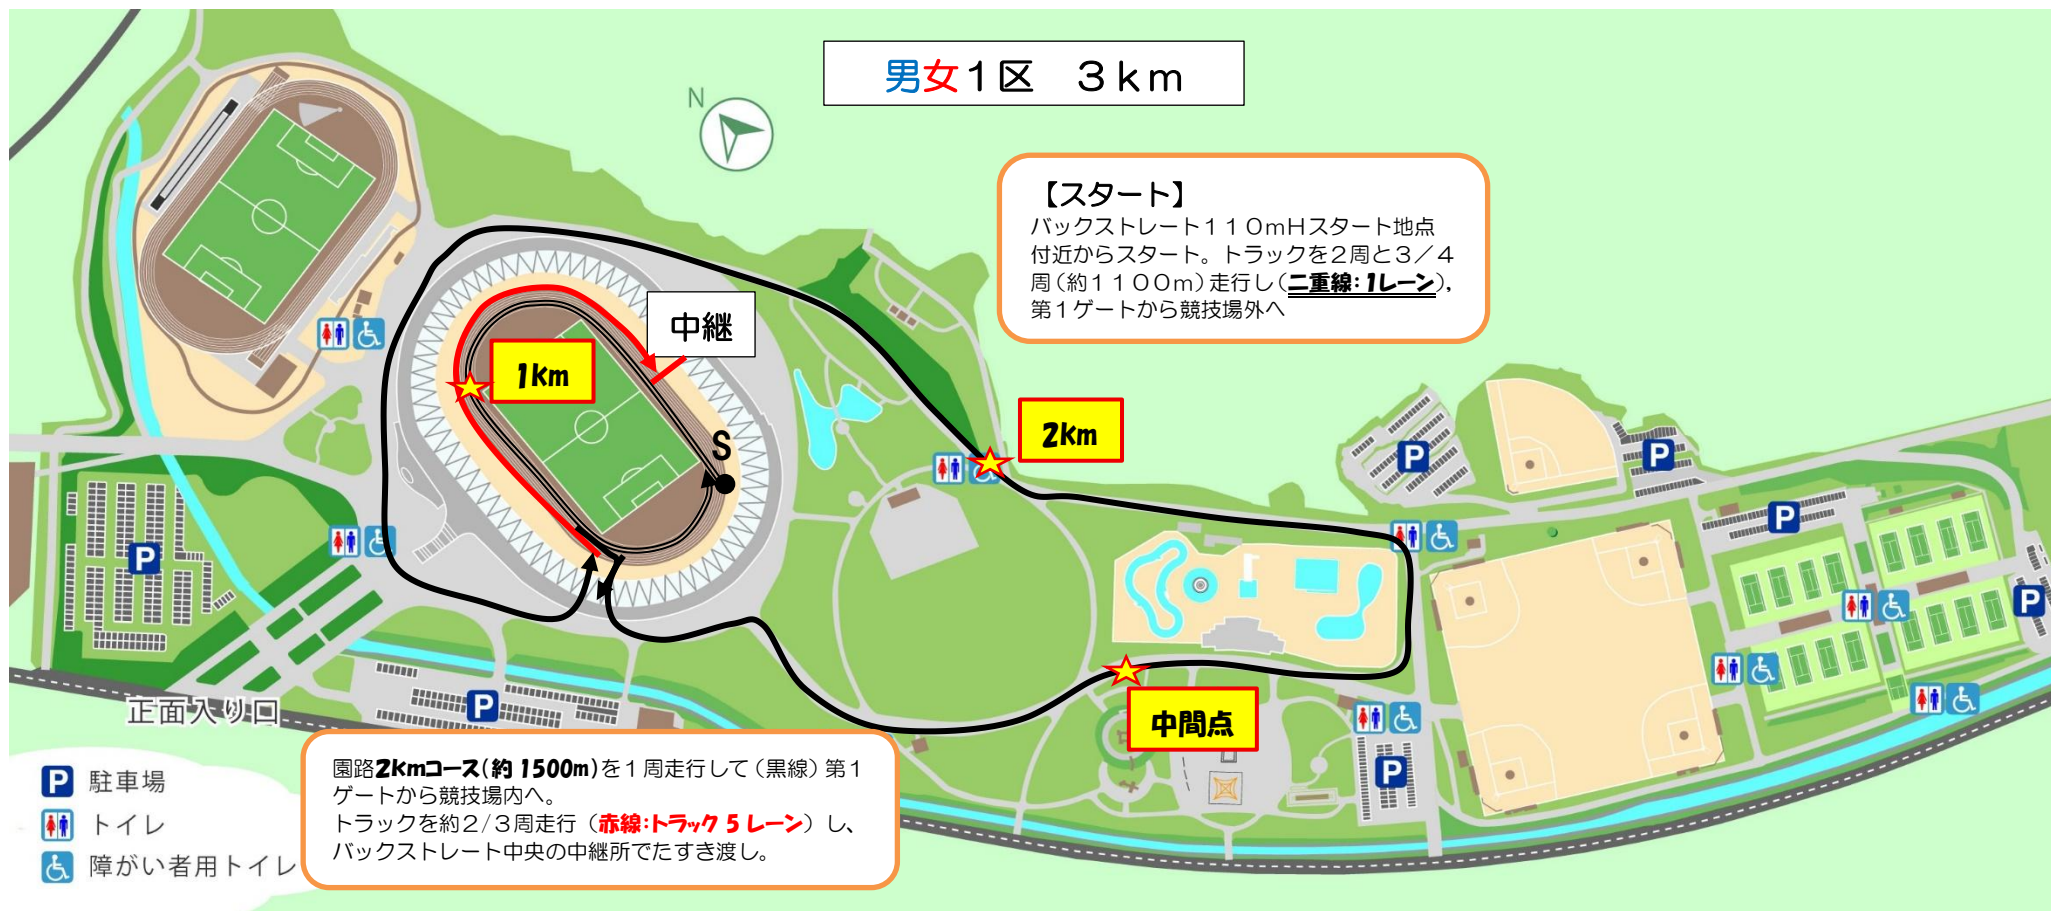 男女１区　３ｋｍ
N
【スタート】
バックストレート１１０ｍＨスタート地点
付近からスタート。トラックを２周と３／４
周（約１１００ｍ）走行し（二重線：1レーン）、
第１ゲートから競技場外へ
中継
1km
S
2km
中間点
P
P
P
P
P
P
P
正面入り口
園路2kmコース（約 1500m）を１周走行して（黒線）第１
ゲートから競技場内へ。
トラックを約２/３周走行（赤線：トラック 5 レーン）し、
バックストレート中央の中継所でたすき渡し。
P 駐車場
トイレ
障がい者用トイレ